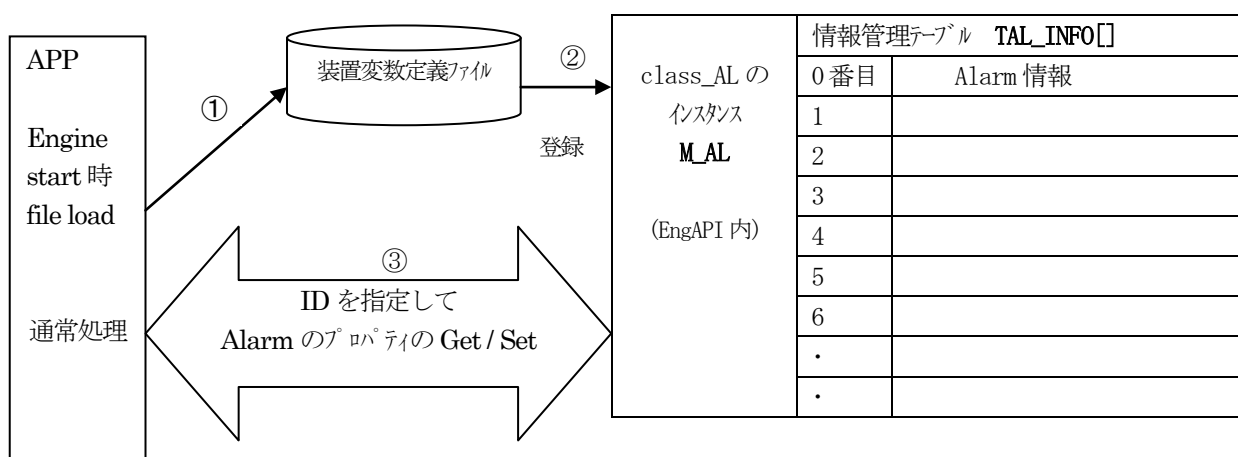 APP
Engine
start 時
file load
通常処理
①
装置変数定義ファイル
②
登録
③
ID を指定して
Alarm のプロパティの Get / Set
class_AL の
インスタンス
M_AL
(EngAPI 内)
情報管理テーブル TAL_INFO[]
0番目 Alarm 情報
1
2
3
4
5
6
・
・